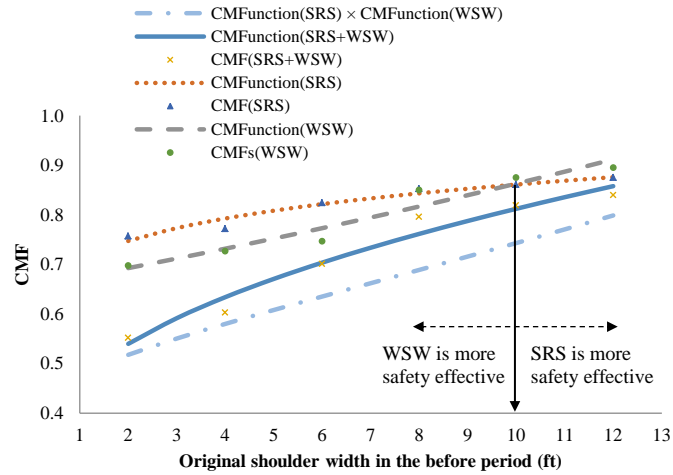 CMFunction(SRS) × CMFunction(WSW)
CMFunction(SRS+WSW)
CMF(SRS+WSW)
CMFunction(SRS)
CMF(SRS)
CMFunction(WSW)
CMFs(WSW)
1.0
0.9
0.8
0.7
0.6
0.5
0.4
CMF
WSW is more
safety effective
SRS is more
safety effective
1 2 3 4 5 6 7 8 9 10 11 12 13
Original shoulder width in the before period (ft)